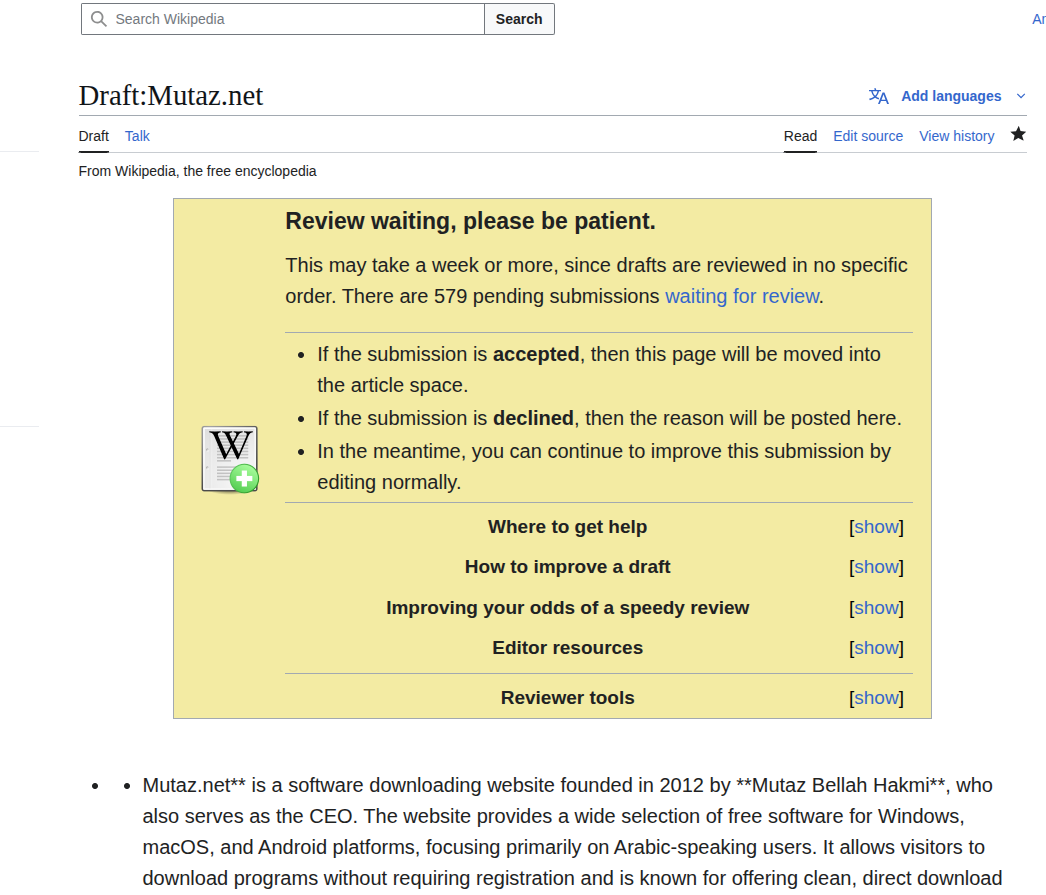 Search Wikipedia
Search
Draft:Mutaz.net
Add languages
Draft Talk
Read Edit source View history
From Wikipedia, the free encyclopedia
Review waiting, please be patient.
This may take a week or more, since drafts are reviewed in no specific
order. There are 579 pending submissions waiting for review.
• If the submission is accepted, then this page will be moved into
the article space.
• If the submission is declined, then the reason will be posted here.
• In the meantime, you can continue to improve this submission by
editing normally.
W
Where to get help [show]
How to improve a draft [show]
Improving your odds of a speedy review [show]
Editor resources [show]
Reviewer tools [show]
• • Mutaz.net** is a software downloading website founded in 2012 by **Mutaz Bellah Hakmi**, who
also serves as the CEO. The website provides a wide selection of free software for Windows,
macOS, and Android platforms, focusing primarily on Arabic-speaking users. It allows visitors to
download programs without requiring registration and is known for offering clean, direct download